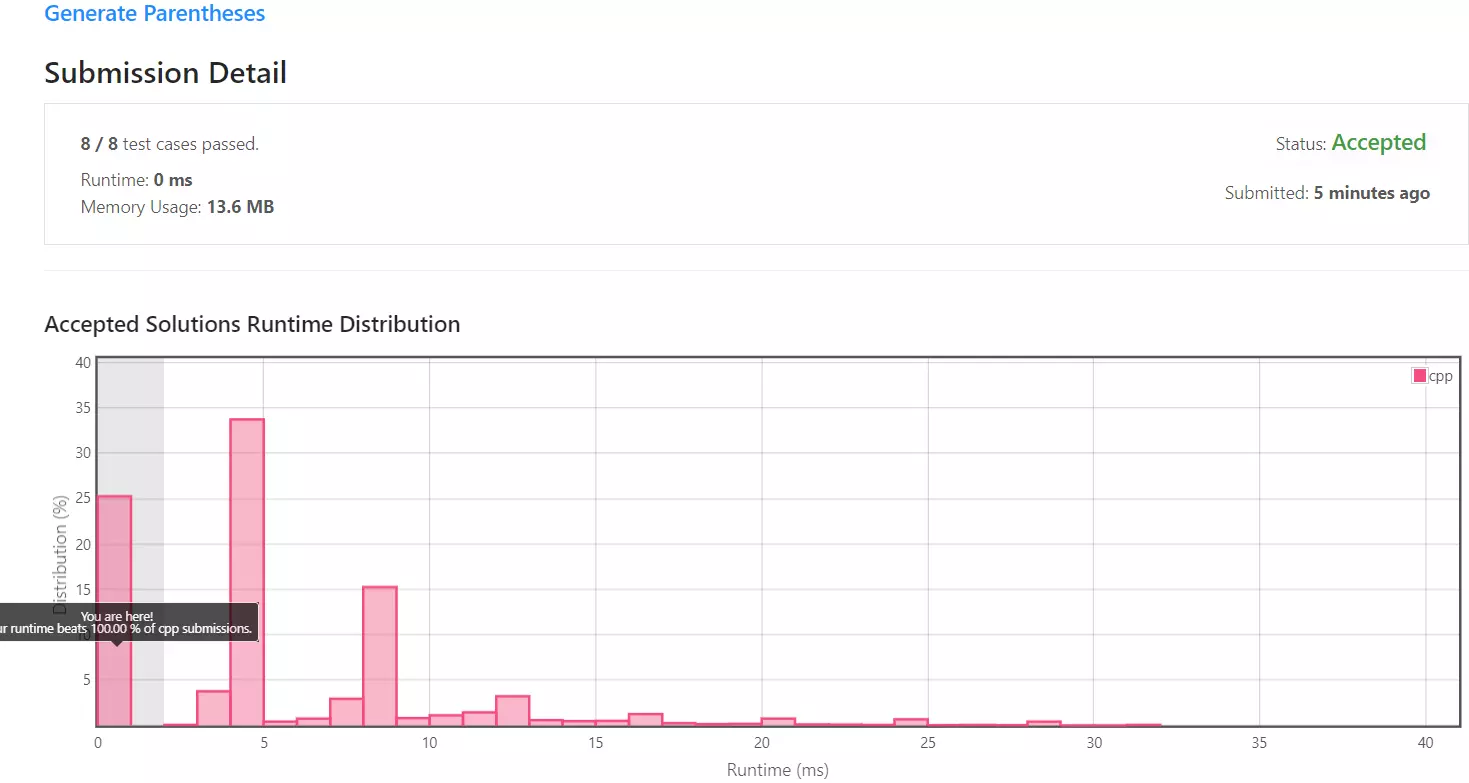 Generate Parentheses
Submission Detail
8 / 8 test cases passed.
Status: Accepted
Runtime: 0 ms
Memory Usage: 13.6 MB
Submitted: 5 minutes ago
Accepted Solutions Runtime Distribution
40
35
30
25
20
15
5
Distribution (%)
cpp
You are here!
runtime beats 100.00 % of cpp submissions.
0 5 10 15 20 25 30 35 40
Runtime (ms)